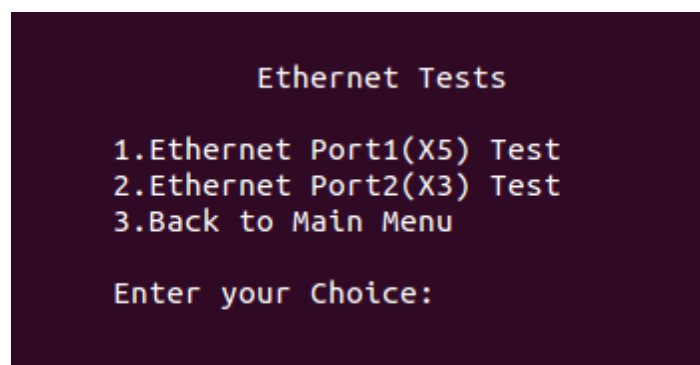 Ethernet Tests
1.Ethernet Port1(X5) Test
2.Ethernet Port2(X3) Test
3.Back to Main Menu
Enter your Choice: